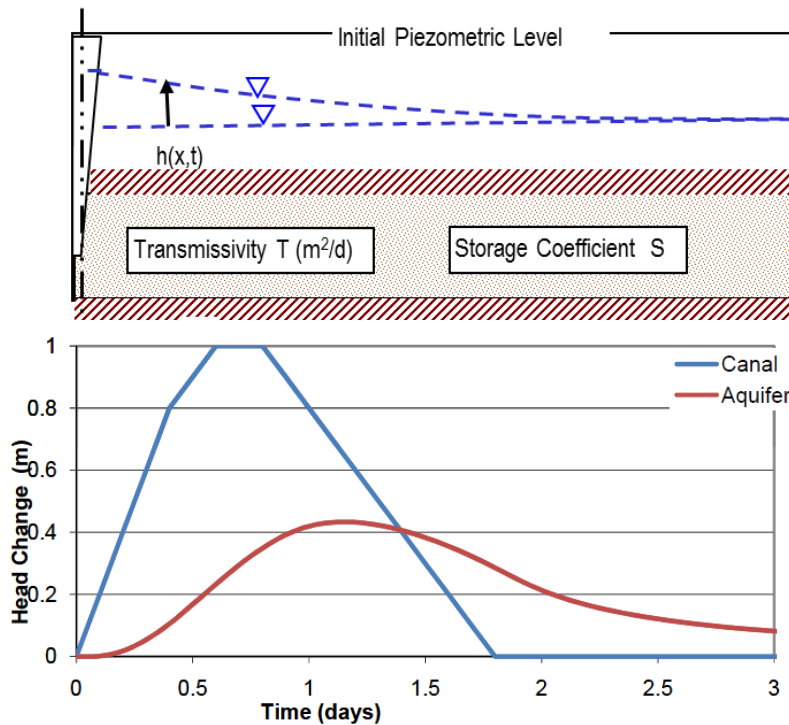 Initial Piezometric Level
h(x,t)
Transmissivity T (m²/d)
Storage Coefficient S
Head Change (m)
1
0.8
0.6
0.4
0.2
0
Canal
Aquifer
0 0.5 1 1.5 2 2.5 3
Time (days)